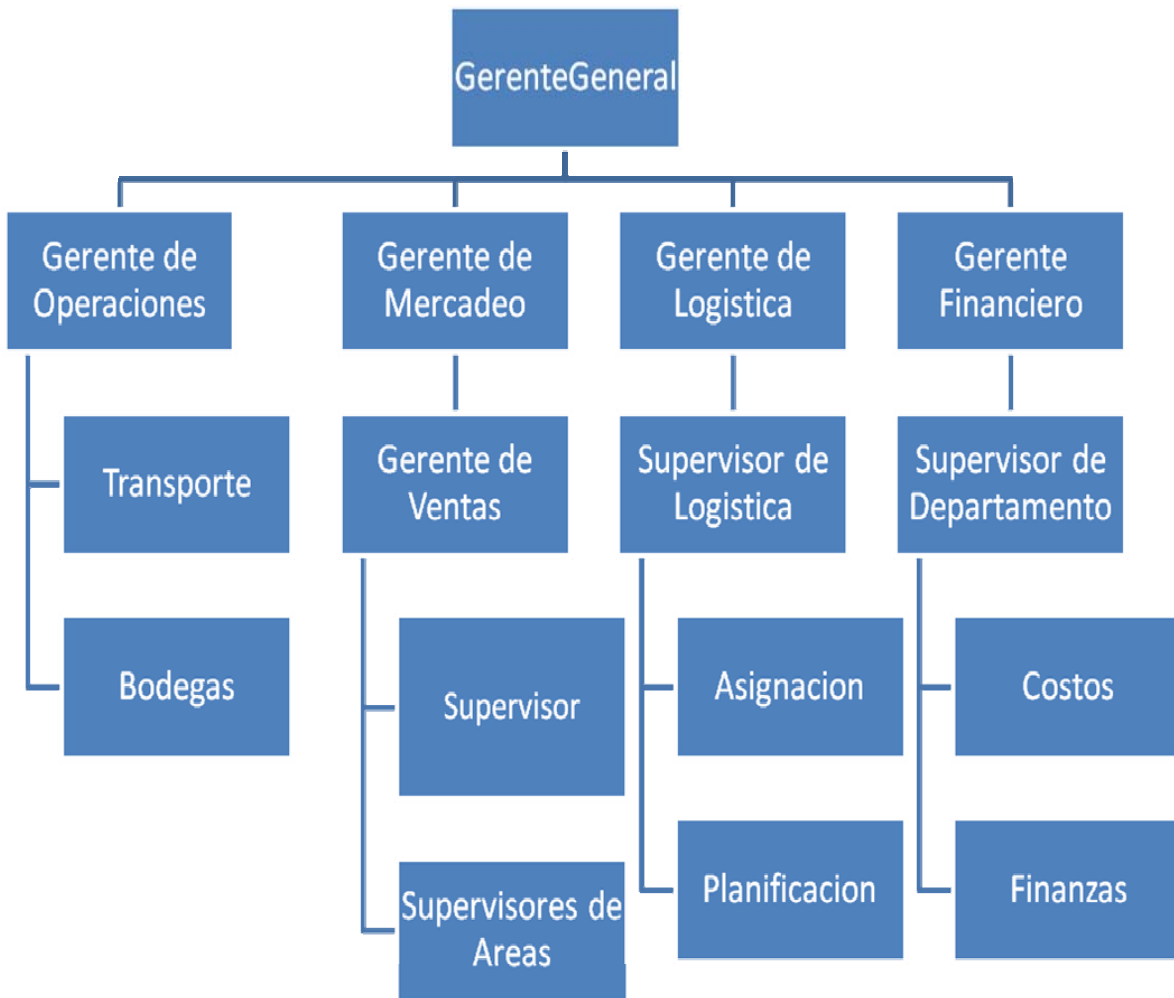 GerenteGeneral
Gerente de
Operaciones
Gerente de
Mercadeo
Gerente de
Logistica
Gerente
Financiero
Transporte
Gerente de
Ventas
Supervisor de
Logistica
Supervisor de
Departamento
Bodegas
Supervisor
Asignacion
Costos
Supervisores de
Areas
Planificacion
Finanzas